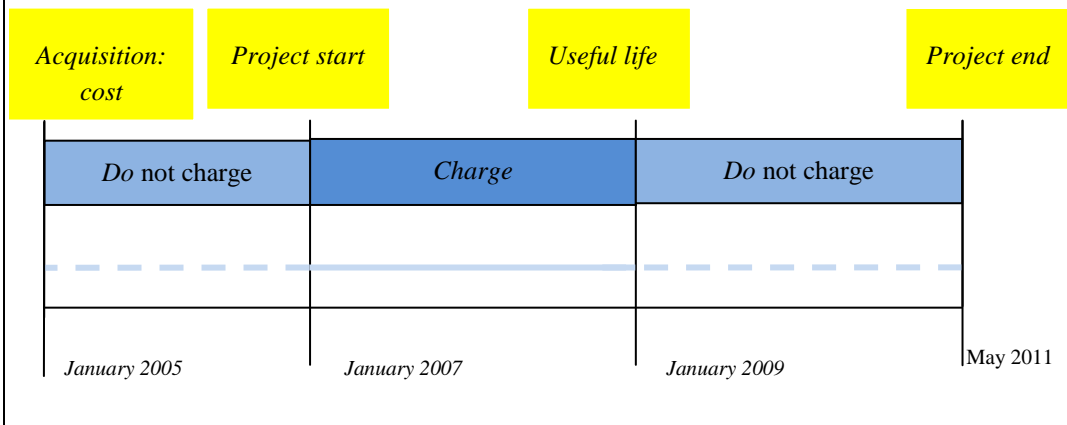 Acquisition:
cost
Project start
Useful life
Project end
Do not charge
Charge
Do not charge
January 2005
January 2007
January 2009
May 2011